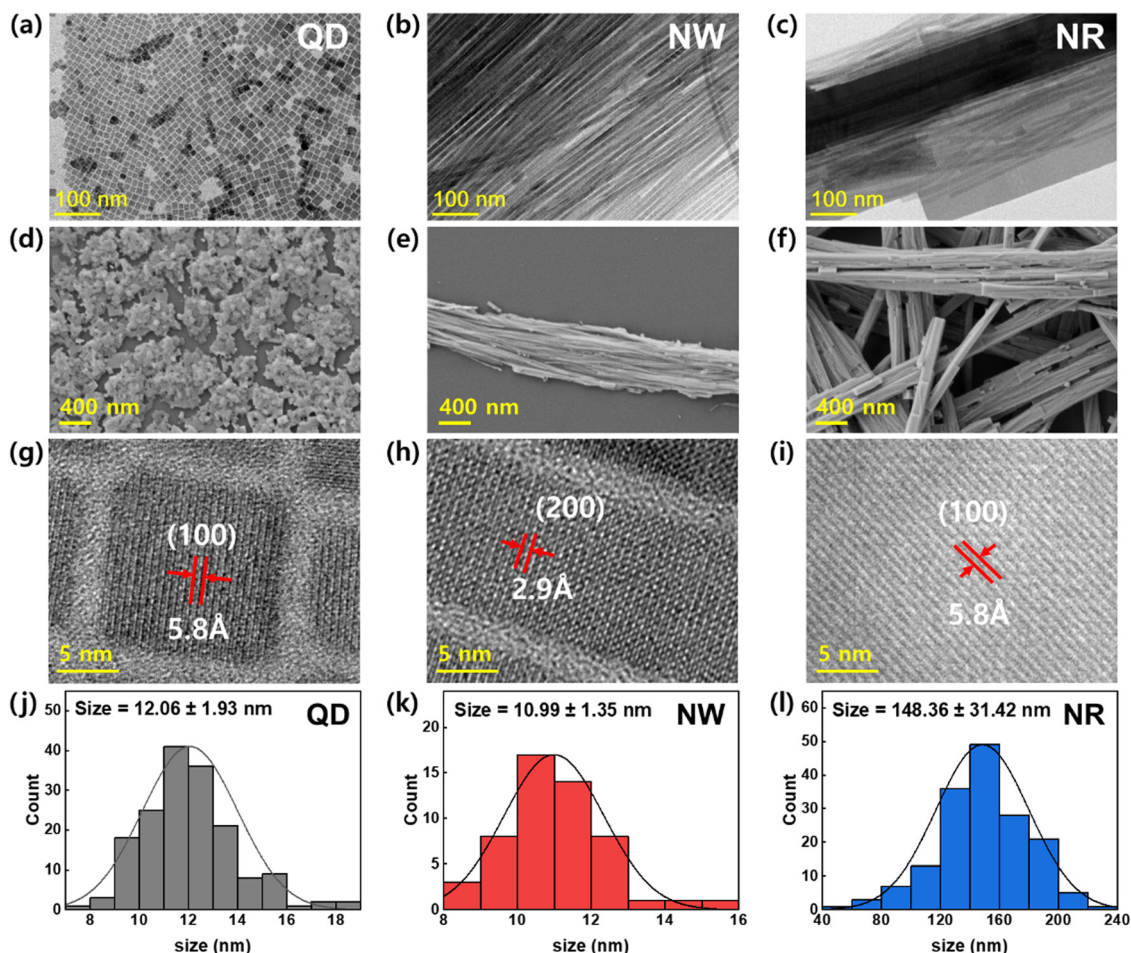 (a)
QD
100 nm
(b)
NW
100 nm
(c)
NR
100 nm
(d)
400 nm
(e)
400 nm
(f)
400 nm
(g)
(100)
5.8Å
5 nm
(h)
(200)
2.9Å
5 nm
(i)
(100)
5.8Å
5 nm
(j)
Size = 12.06 ± 1.93 nm
QD
50
40
30
20
10
0
Count
8 10 12 14 16 18
size (nm)
(k)
Size = 10.99 ± 1.35 nm
NW
20
15
10
5
0
Count
8 10 12 14 16
size (nm)
(l)
Size = 148.36 ± 31.42 nm
NR
60
50
40
30
20
10
0
Count
40 80 120 160 200 240
size (nm)